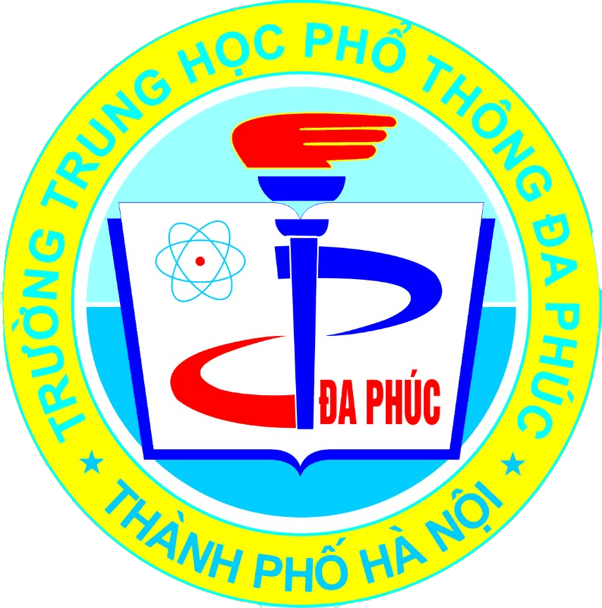 TRƯỜNG TRUNG HỌC PHỔ THÔNG ĐA PHÚC
ĐA PHÚC
THÀNH PHỐ HÀ NỘI